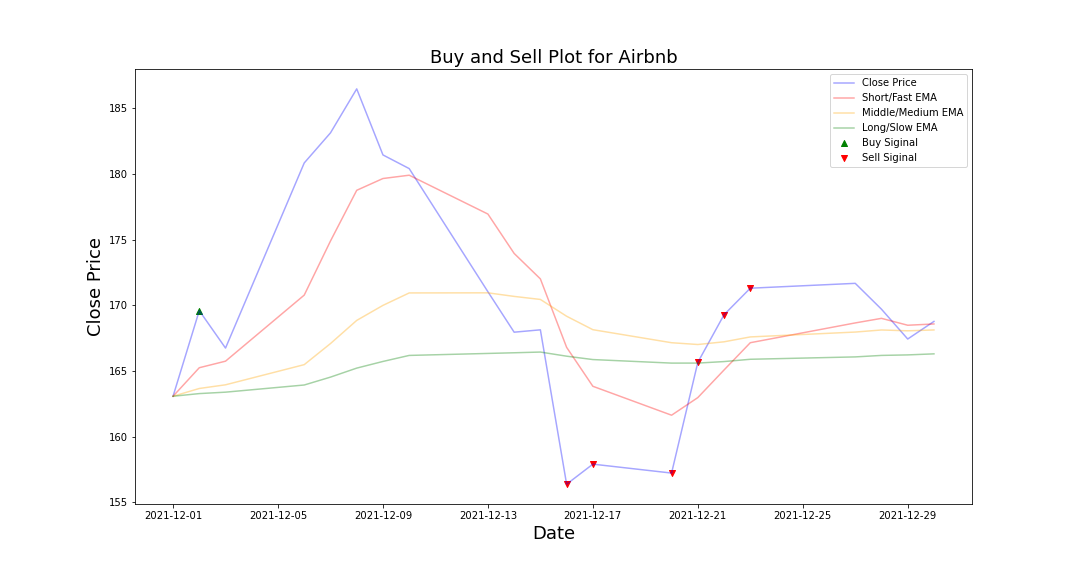 Buy and Sell Plot for Airbnb
Close Price
Short/Fast EMA
Middle/Medium EMA
Long/Slow EMA
Buy Siginal
Sell Siginal
Close Price
185
180
175
170
165
160
155
2021-12-01 2021-12-05 2021-12-09 2021-12-13 2021-12-17 2021-12-21 2021-12-25 2021-12-29
Date